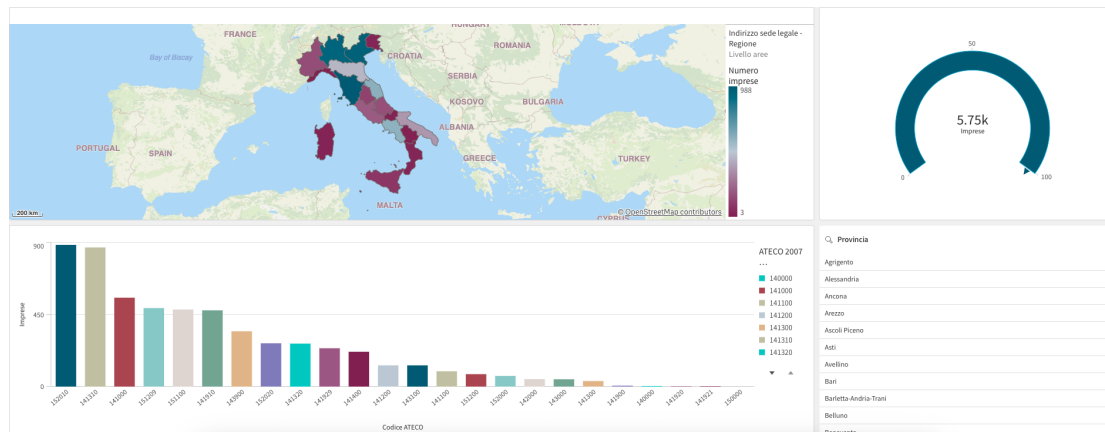 HUNGARY
FRANCE
Bay of Biscay
CROATIA
ROMANIA
SERBIA
KOSOVO
BULGARIA
ALBANIA
PORTUGAL
SPAIN
GREECE
TURKEY
MALTA
CYPRUS
200 km
© OpenStreetMap contributors
Indirizzo sede legale -
Regione
Livello aree
Numero
imprese
988
3
50
5.75k
Imprese
0
100
900
450
0
Imprese
152010
141310
141000
151209
151100
141910
143900
152020
141320
141929
141400
141200
143100
141100
151200
152000
142000
143000
141300
141900
140000
141920
141921
150000
Codice ATECO
ATECO 2007
...
140000
141000
141100
141200
141300
141310
141320
Provincia
Agrigento
Alessandria
Ancona
Arezzo
Ascoli Piceno
Asti
Avellino
Bari
Barletta-Andria-Trani
Belluno